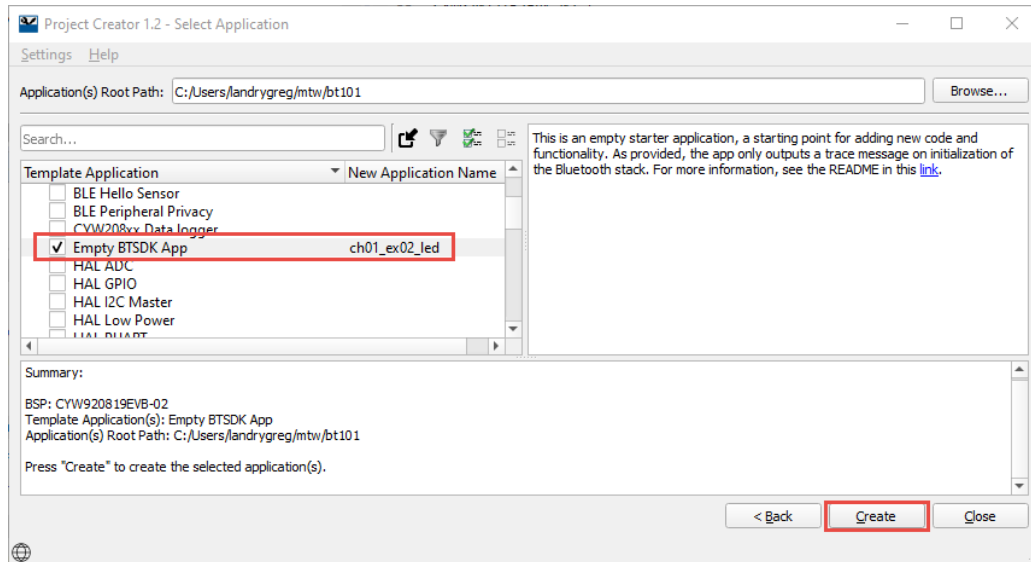 Project Creator 1.2 - Select Application
Settings Help
Application(s) Root Path: C:/Users/landrygreg/mtw/bt101 Browse...
Search...
Template Application New Application Name
BLE Hello Sensor
BLE Peripheral Privacy
CYW208xx Data logger
Empty BTSDK App ch01_ex02_led
HAL ADC
HAL GPIO
HAL I2C Master
HAL Low Power
HAL PUART
This is an empty starter application, a starting point for adding new code and
functionality. As provided, the app only outputs a trace message on initialization of
the Bluetooth stack. For more information, see the README in this link.
Summary:
BSP: CYW920819EVB-02
Template Application(s): Empty BTSDK App
Application(s) Root Path: C:/Users/landrygreg/mtw/bt101
Press "Create" to create the selected application(s).
< Back Create Close